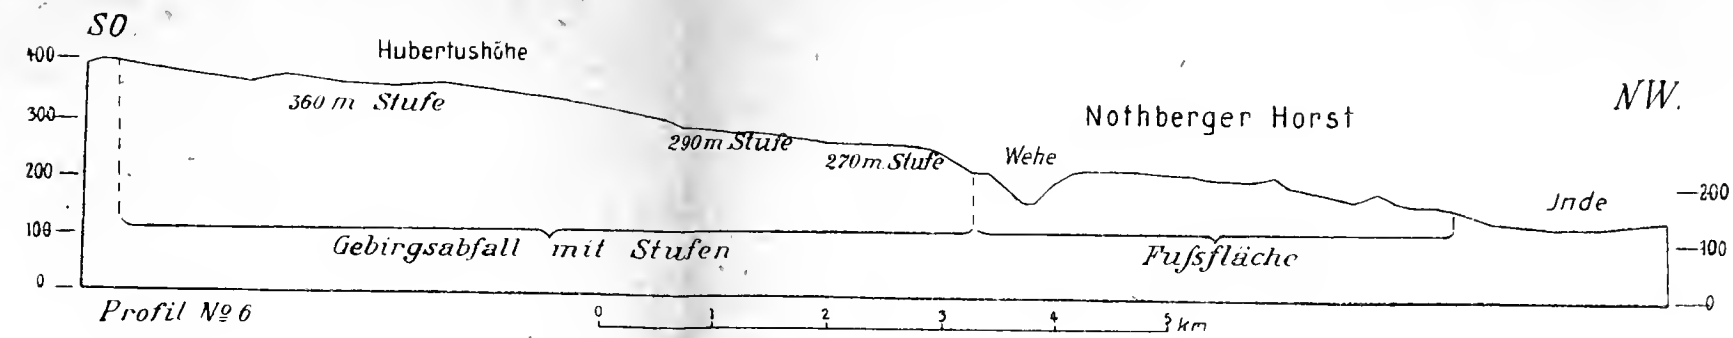 SO.
Hubertushöhe
NW.
Nothberger Horst
400
300
200
100
0
360 m Stufe
290 m Stufe
270 m. Stufe
Wehe
Jnde
200
100
0
Gebirgsabfall mit Stufen
Fuſsfläche
Profil Nº 6
0 1 2 3 4 5 km